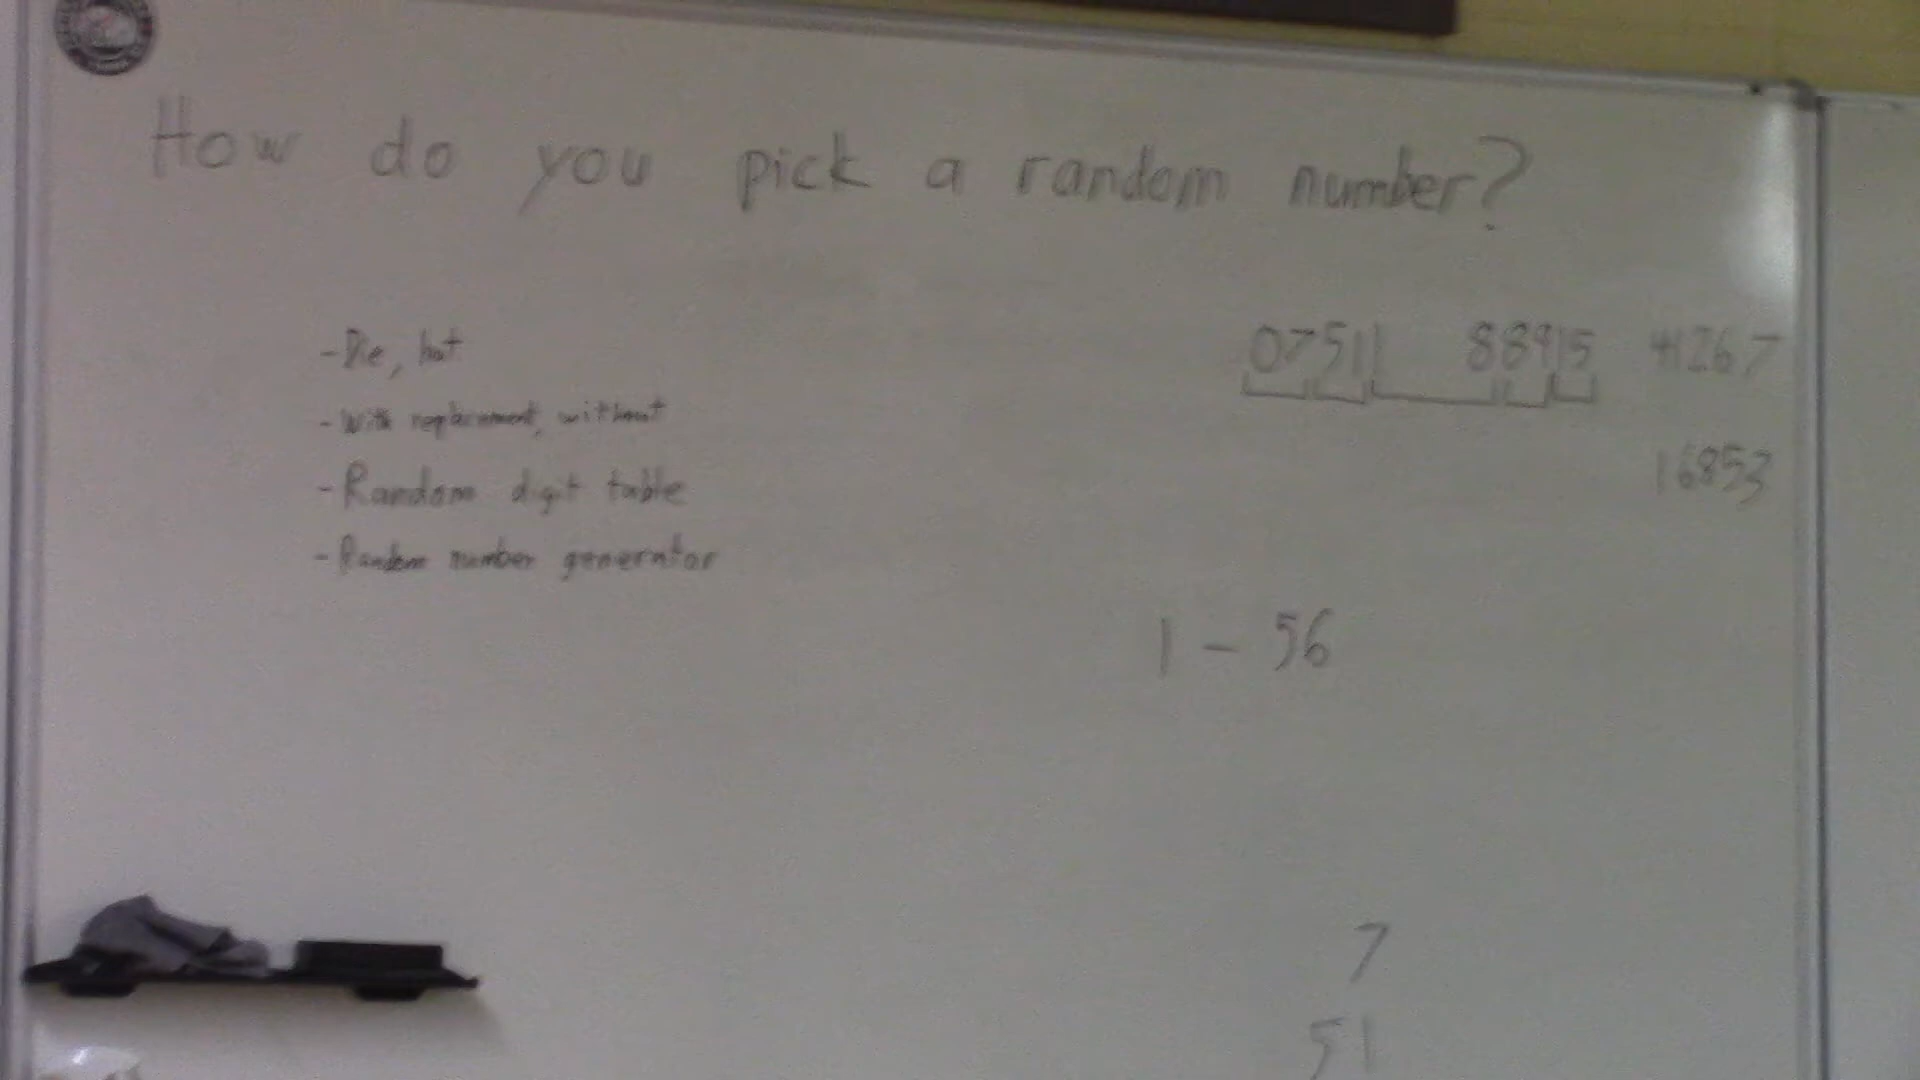 How do you pick a random number?
- Die, hat
- With replacement, without
- Random digit table
- Random number generator
07511 88915 41267
16853
1 - 56
7
51